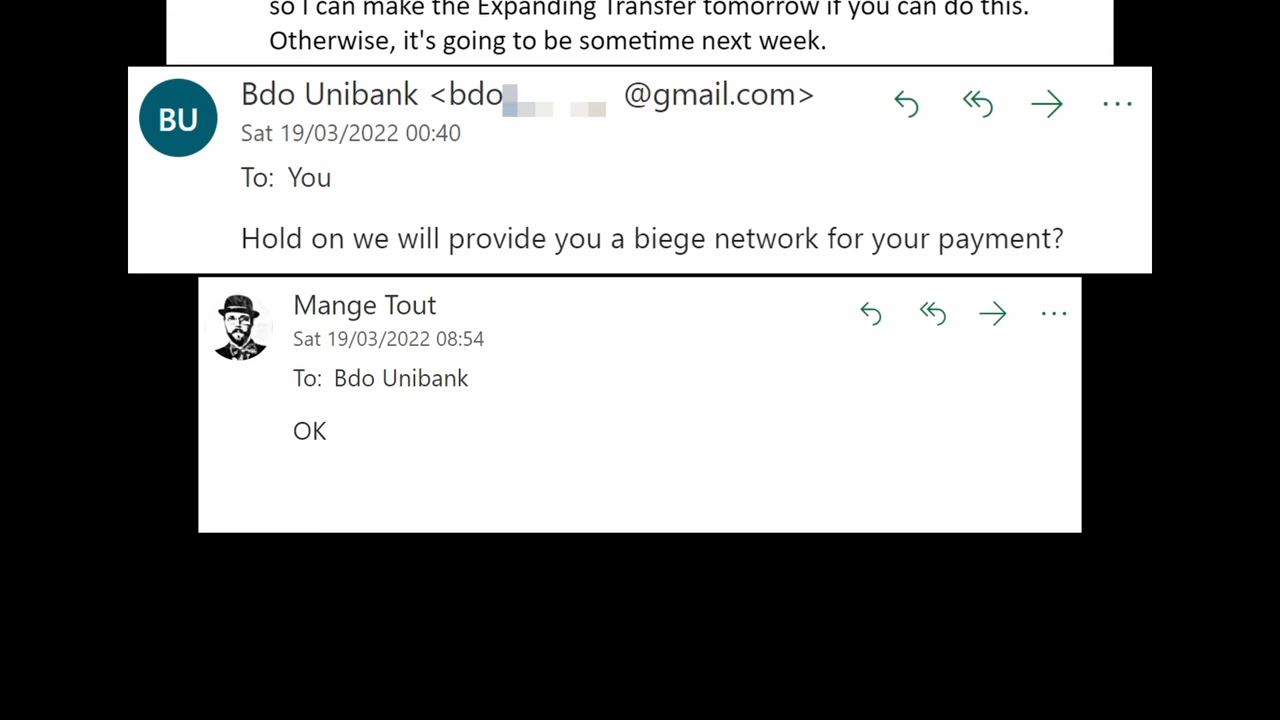 so I can make the Expanding Transfer tomorrow if you can do this.
Otherwise, it's going to be sometime next week.
BU
Bdo Unibank <bdo @gmail.com>
Sat 19/03/2022 00:40
To: You
Hold on we will provide you a biege network for your payment?
Mange Tout
Sat 19/03/2022 08:54
To: Bdo Unibank
OK